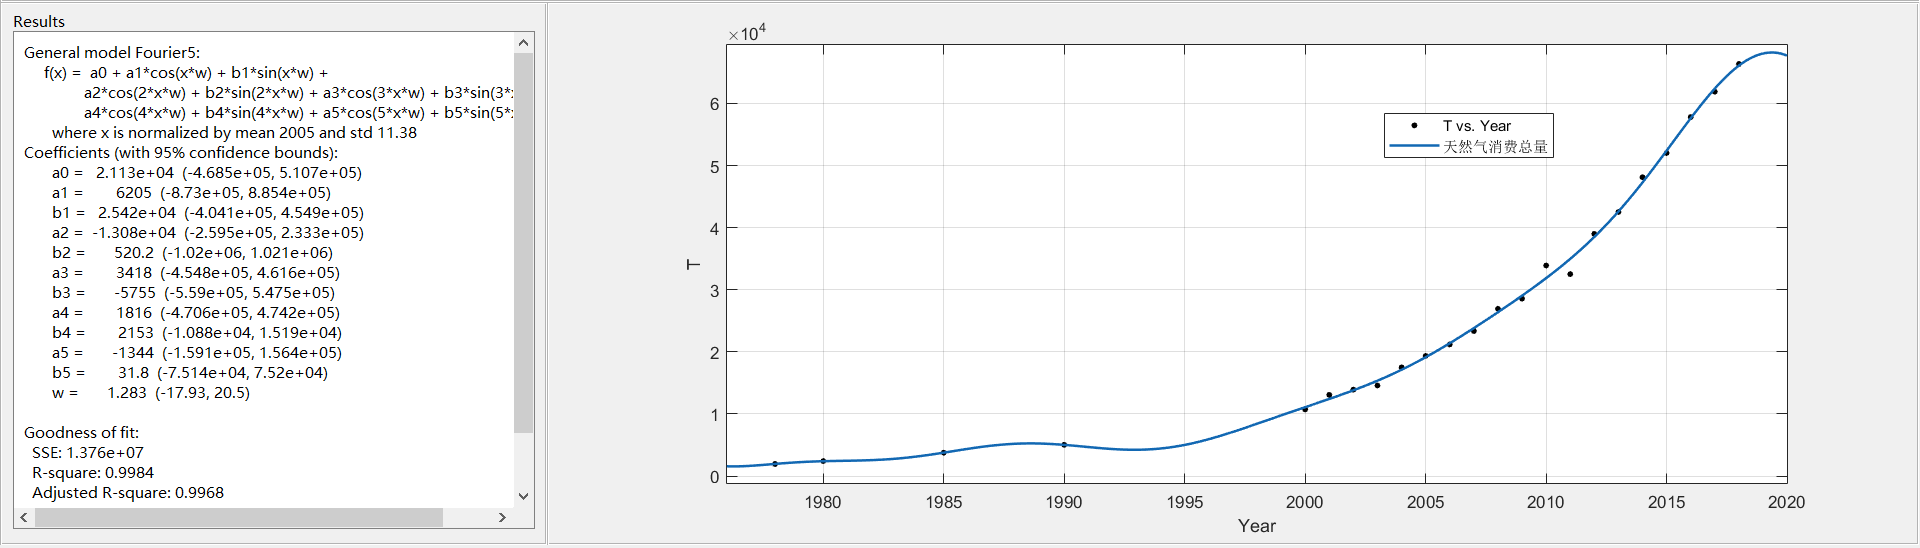 Results
General model Fourier5:
f(x) = a0 + a1*cos(x*w) + b1*sin(x*w) +
a2*cos(2*x*w) + b2*sin(2*x*w) + a3*cos(3*x*w) + b3*sin(3*x
a4*cos(4*x*w) + b4*sin(4*x*w) + a5*cos(5*x*w) + b5*sin(5*x
where x is normalized by mean 2005 and std 11.38
Coefficients (with 95% confidence bounds):
a0 = 2.113e+04 (-4.685e+05, 5.107e+05)
a1 = 6205 (-8.73e+05, 8.854e+05)
b1 = 2.542e+04 (-4.041e+05, 4.549e+05)
a2 = -1.308e+04 (-2.595e+05, 2.333e+05)
b2 = 520.2 (-1.02e+06, 1.021e+06)
a3 = 3418 (-4.548e+05, 4.616e+05)
b3 = -5755 (-5.59e+05, 5.475e+05)
a4 = 1816 (-4.706e+05, 4.742e+05)
b4 = 2153 (-1.088e+04, 1.519e+04)
a5 = -1344 (-1.591e+05, 1.564e+05)
b5 = 31.8 (-7.514e+04, 7.52e+04)
w = 1.283 (-17.93, 20.5)
Goodness of fit:
SSE: 1.376e+07
R-square: 0.9984
Adjusted R-square: 0.9968
×10⁴
6
5
4
3
2
1
0
T
T vs. Year
天然气消费总量
1980 1985 1990 1995 2000 2005 2010 2015 2020
Year